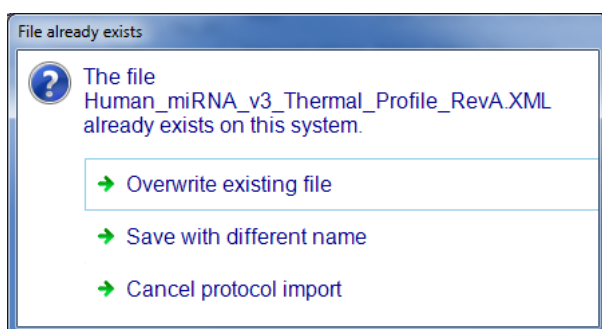 File already exists
The file
Human_miRNA_v3_Thermal_Profile_RevA.XML
already exists on this system.
Overwrite existing file
Save with different name
Cancel protocol import